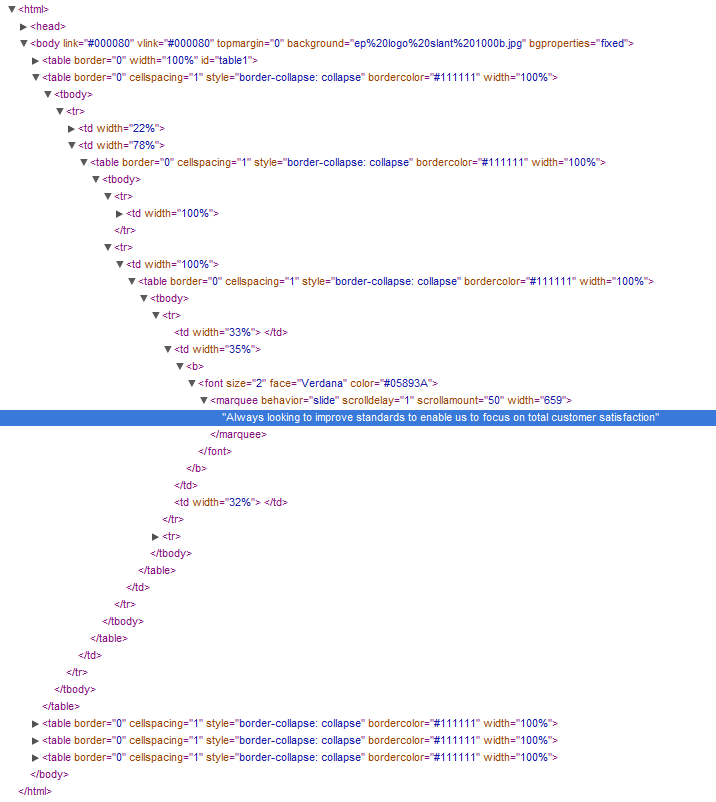 <html>
<head>
<body link="#000080" vlink="#000080" topmargin="0" background="ep%20logo%20slant%201000b.jpg" bgproperties="fixed">
<table border="0" width="100%" id="table1">
<table border="0" cellspacing="1" style="border-collapse: collapse" bordercolor="#111111" width="100%">
<tbody>
<tr>
<td width="22%">
<td width="78%">
<table border="0" cellspacing="1" style="border-collapse: collapse" bordercolor="#111111" width="100%">
<tbody>
<tr>
<td width="100%">
</tr>
<tr>
<td width="100%">
<table border="0" cellspacing="1" style="border-collapse: collapse" bordercolor="#111111" width="100%">
<tbody>
<tr>
<td width="33%"> </td>
<td width="35%">
<b>
<font size="2" face="Verdana" color="#05893A">
<marquee behavior="slide" scrolldelay="1" scrollamount="50" width="659">
"Always looking to improve standards to enable us to focus on total customer satisfaction"
</marquee>
</font>
</b>
</td>
<td width="32%"> </td>
</tr>
<tr>
</tbody>
</table>
</td>
</tr>
</tbody>
</table>
</td>
</tr>
</tbody>
</table>
<table border="0" cellspacing="1" style="border-collapse: collapse" bordercolor="#111111" width="100%">
<table border="0" cellspacing="1" style="border-collapse: collapse" bordercolor="#111111" width="100%">
<table border="0" cellspacing="1" style="border-collapse: collapse" bordercolor="#111111" width="100%">
</body>
</html>